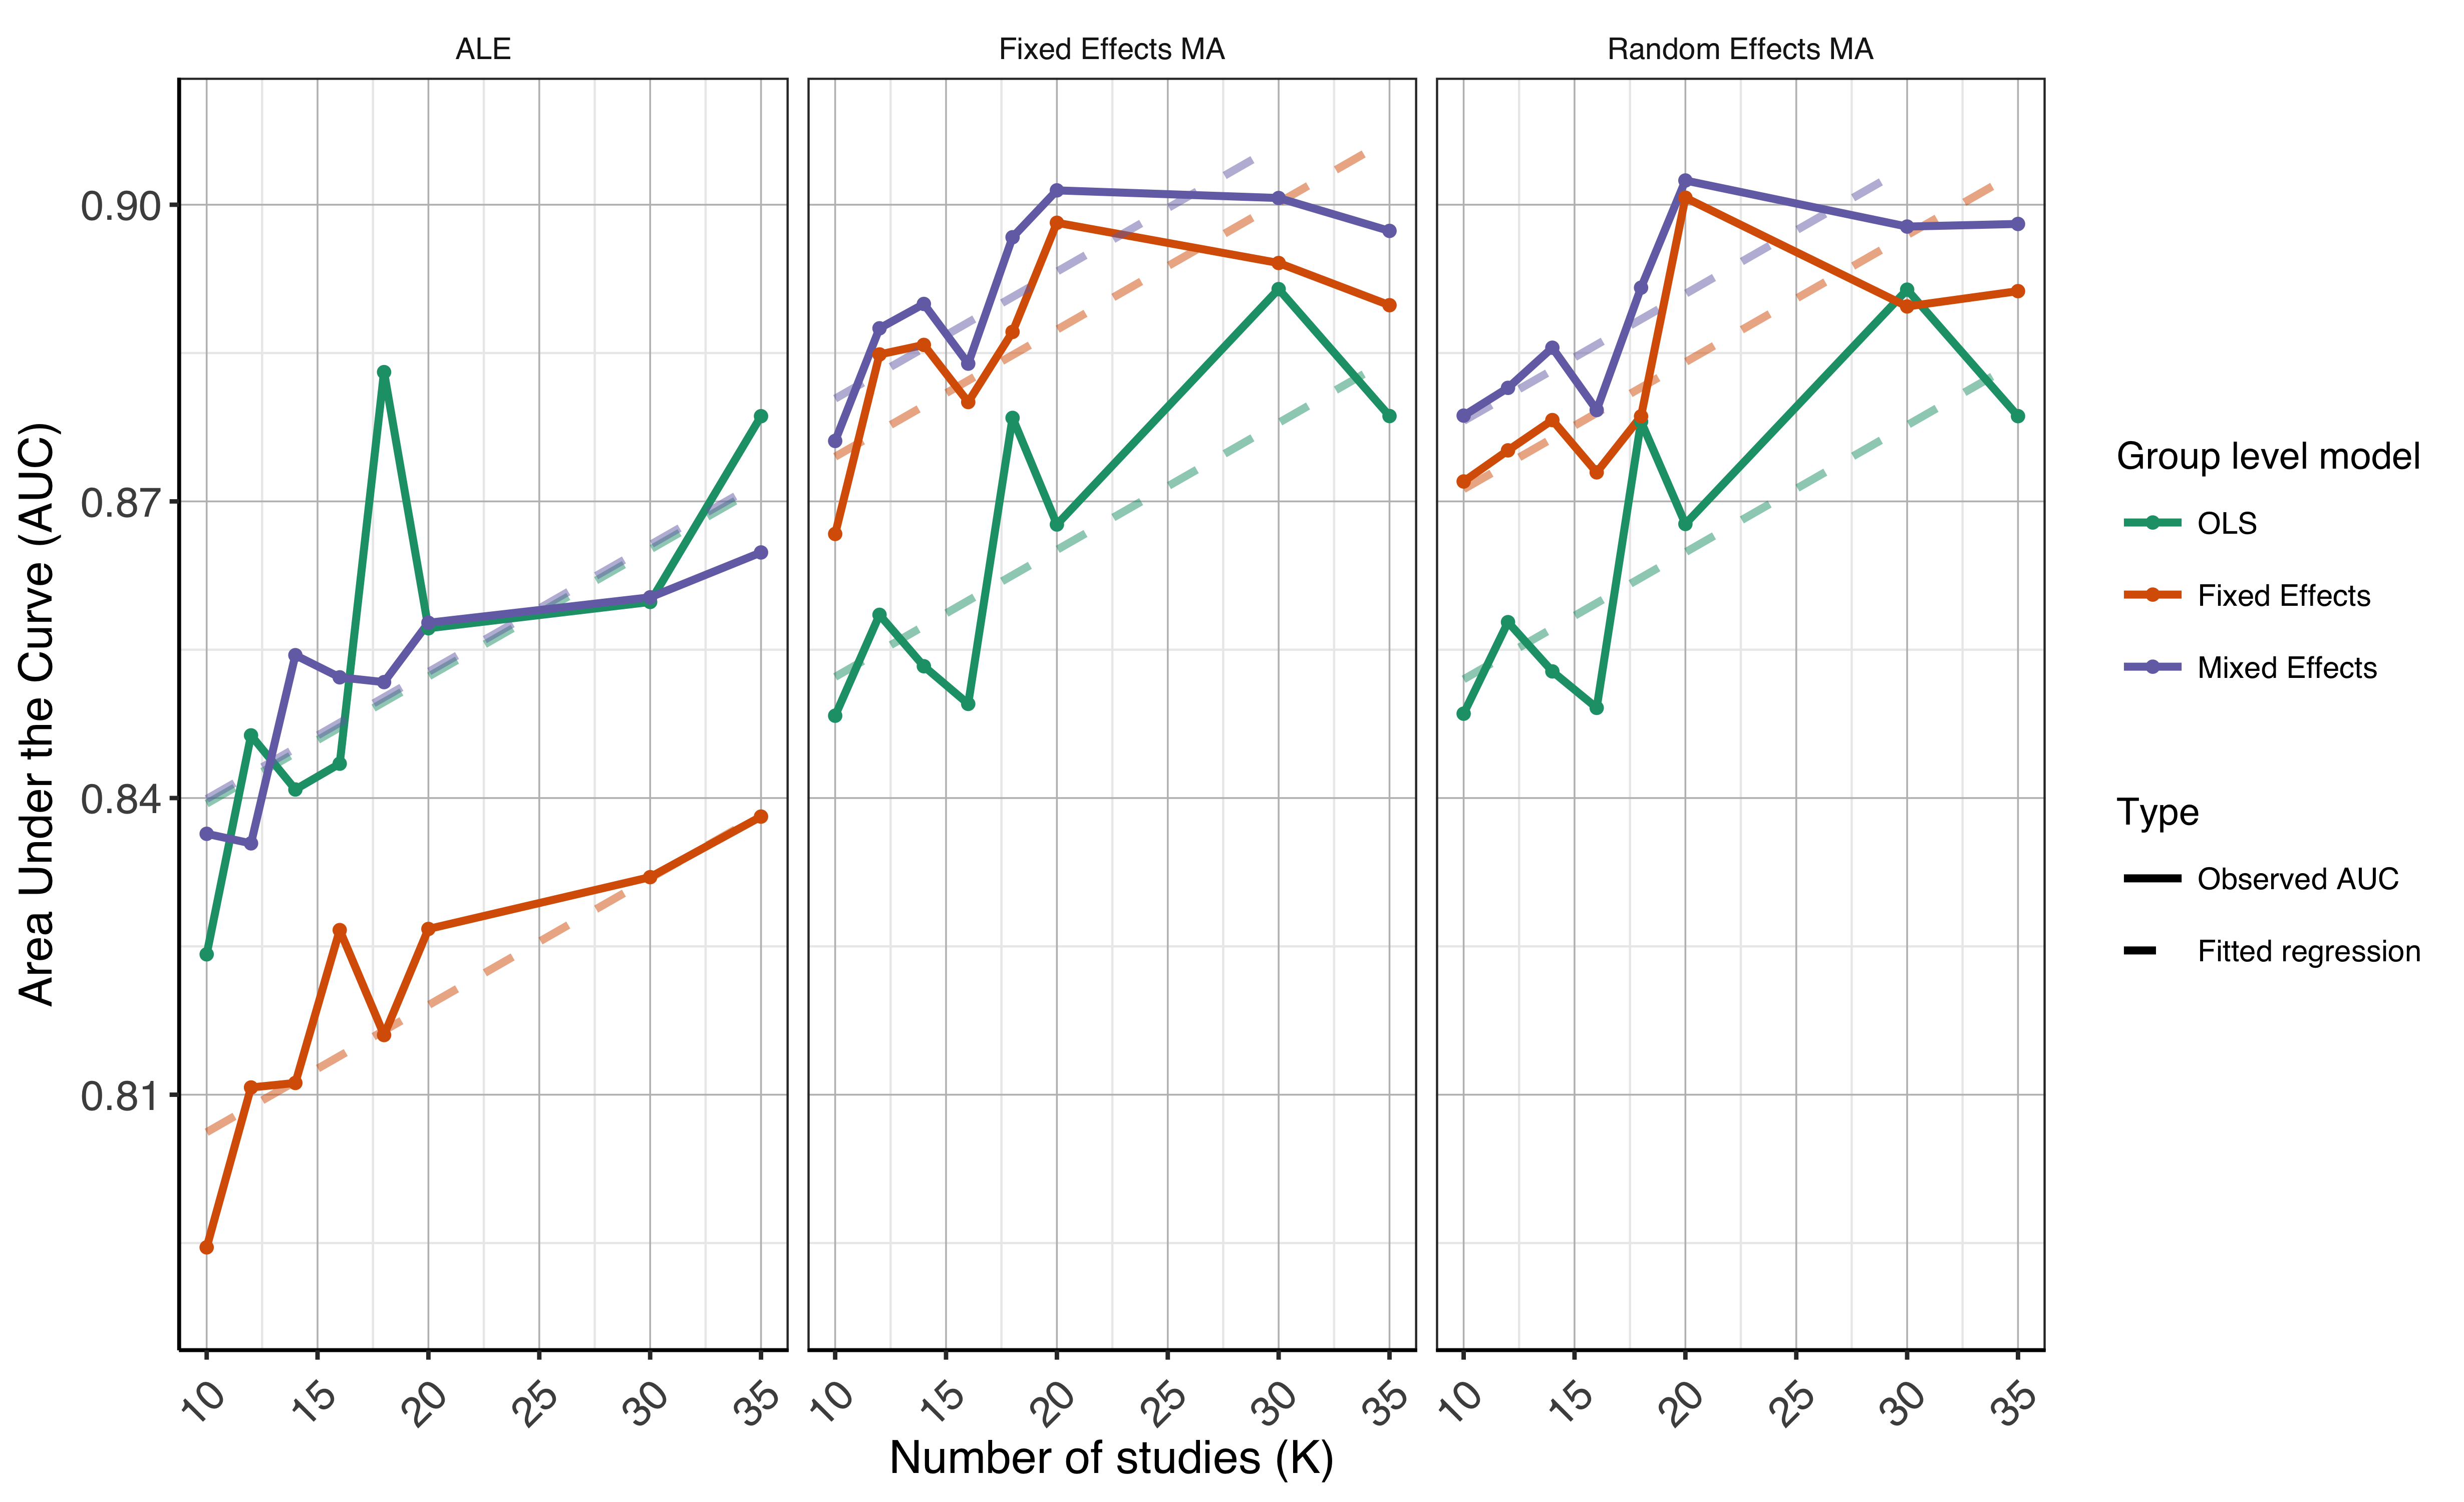 ALE
Fixed Effects MA
Random Effects MA
Area Under the Curve (AUC)
0.90
0.87
0.84
0.81
10 15 20 25 30 35
10 15 20 25 30 35
10 15 20 25 30 35
Number of studies (K)
Group level model
OLS
Fixed Effects
Mixed Effects
Type
Observed AUC
Fitted regression